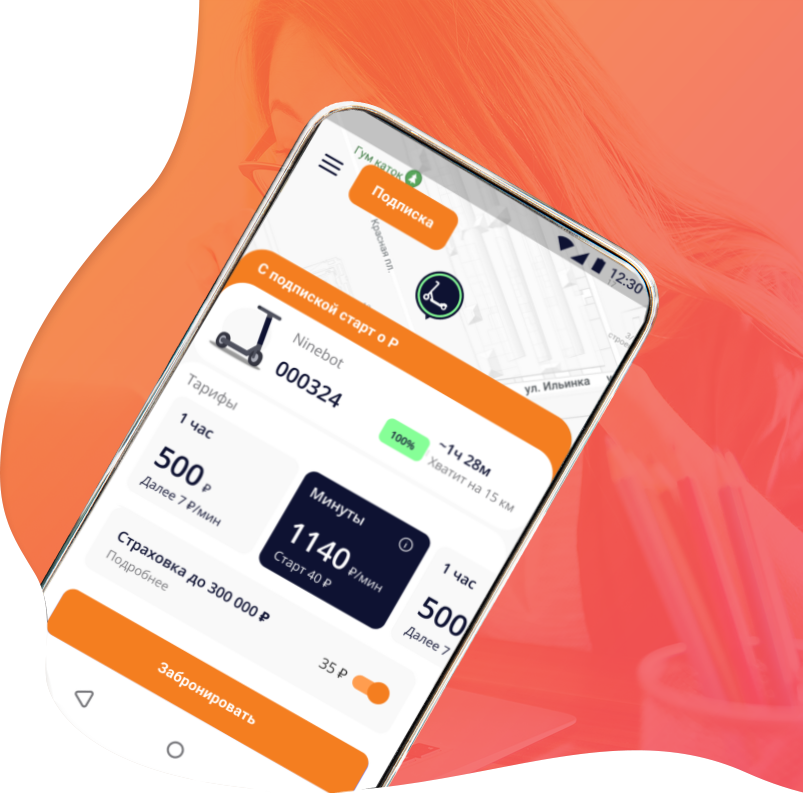 12:30
Гум каток
Подписка
Красная пл.
ул. Ильинка
С подпиской старт 0 ₽
Ninebot
000324
100%
~1ч 28м
Хватит на 15 км
Тарифы
1 час
500 ₽
Далее 7 ₽/мин
Минуты
1140 ₽/мин
Старт 40 ₽
1 час
500
Далее 7
Страховка до 300 000 ₽
Подробнее
35 ₽
Забронировать